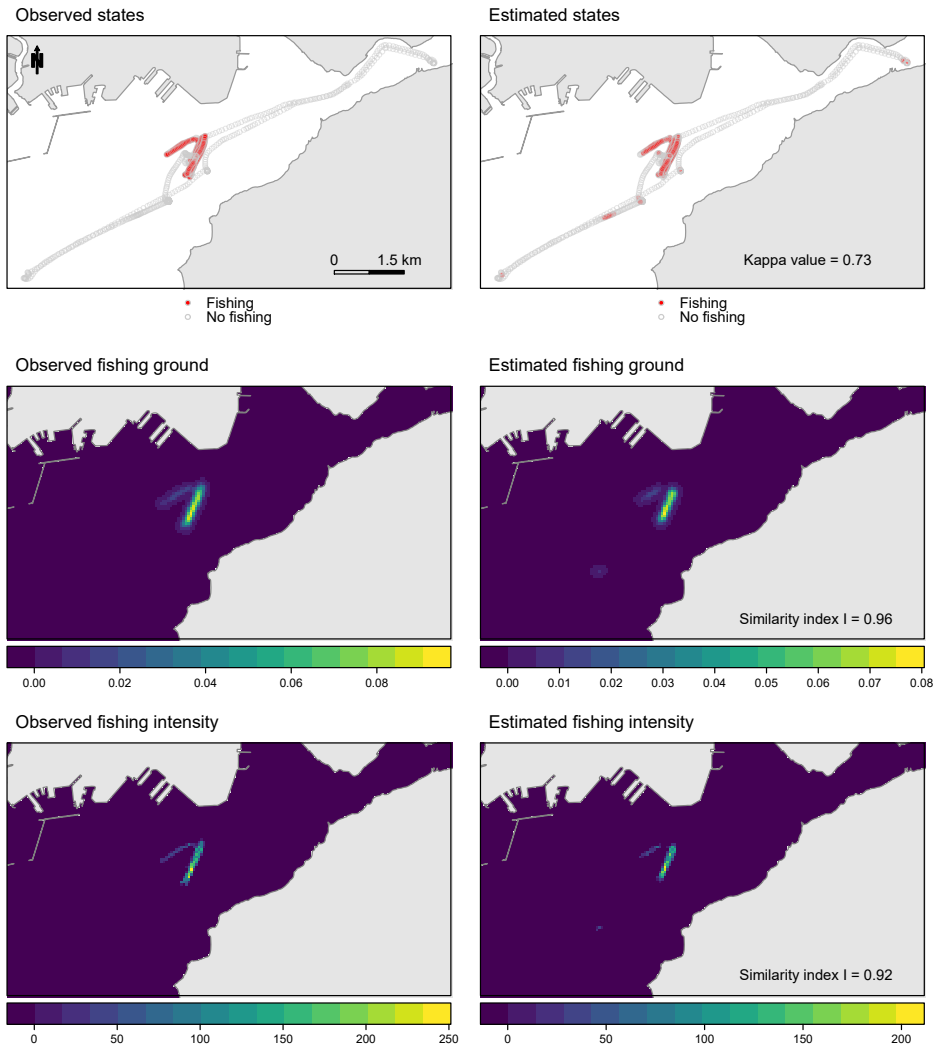 Observed states
Estimated states
N
0 1.5 km
Kappa value = 0.73
Fishing
No fishing
Fishing
No fishing
Observed fishing ground
Estimated fishing ground
Similarity index I = 0.96
0.00 0.02 0.04 0.06 0.08
0.00 0.01 0.02 0.03 0.04 0.05 0.06 0.07 0.08
Observed fishing intensity
Estimated fishing intensity
Similarity index I = 0.92
0 50 100 150 200 250
0 50 100 150 200